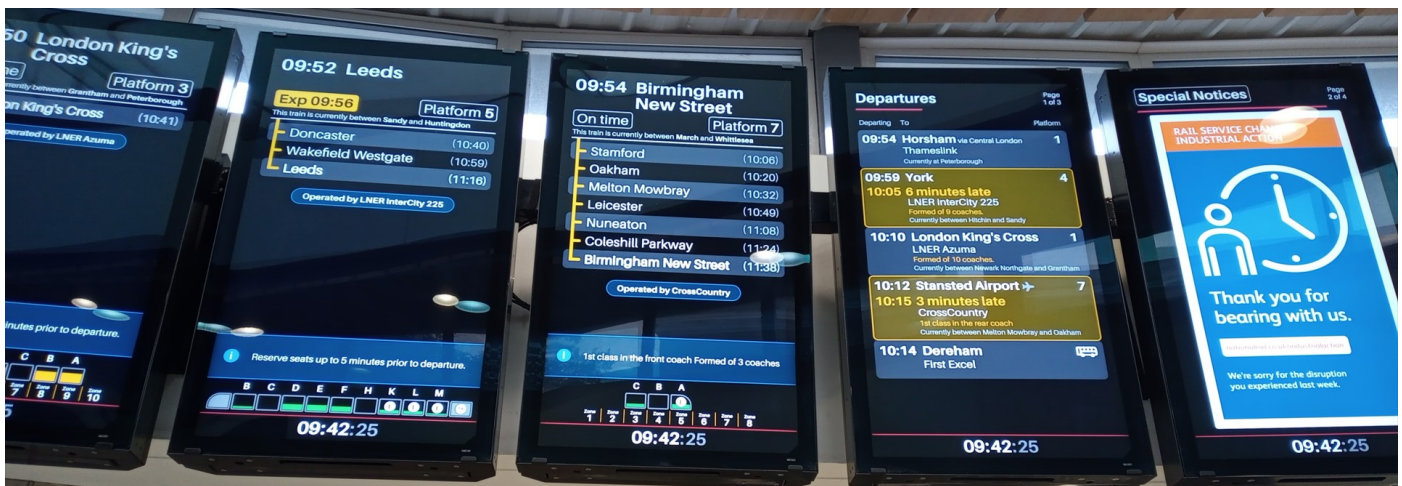 50 London King's
Cross
Platform 3
currently between Grantham and Peterborough
King's Cross (10:41)
Operated by LNER Azuma
minutes prior to departure.
C B A
Zone 7 Zone 8 Zone 9 Zone 10
09:52 Leeds
Exp 09:56
Platform 5
This train is currently between Sandy and Huntingdon
Doncaster (10:40)
Wakefield Westgate (10:59)
Leeds (11:16)
Operated by LNER InterCity 225
i Reserve seats up to 5 minutes prior to departure.
B C D E F H K L M
09:42:25
09:54 Birmingham
New Street
On time
Platform 7
This train is currently between March and Whittlesea
Stamford (10:06)
Oakham (10:20)
Melton Mowbray (10:32)
Leicester (10:49)
Nuneaton (11:08)
Coleshill Parkway (11:24)
Birmingham New Street (11:38)
Operated by CrossCountry
i 1st class in the front coach Formed of 3 coaches
C B A
Zone 1 Zone 2 Zone 3 Zone 4 Zone 5 Zone 6 Zone 7 Zone 8
09:42:25
Departures
Page
1 of 3
Departing To Platform
09:54 Horsham via Central London 1
Thameslink
Currently at Peterborough
09:59 York 4
10:05 6 minutes late
LNER InterCity 225
Formed of 9 coaches.
Currently between Hitchin and Sandy
10:10 London King's Cross 1
LNER Azuma
Formed of 10 coaches.
Currently between Newark Northgate and Grantham
10:12 Stansted Airport 7
10:15 3 minutes late
CrossCountry
1st class in the rear coach
Currently between Melton Mowbray and Oakham
10:14 Dereham
First Excel
09:42:25
Special Notices
Page
2 of 4
RAIL SERVICE
INDUSTRIAL ACTION
Thank you for
bearing with us.
We're sorry for the disruption
you experienced last week.
09:42:25